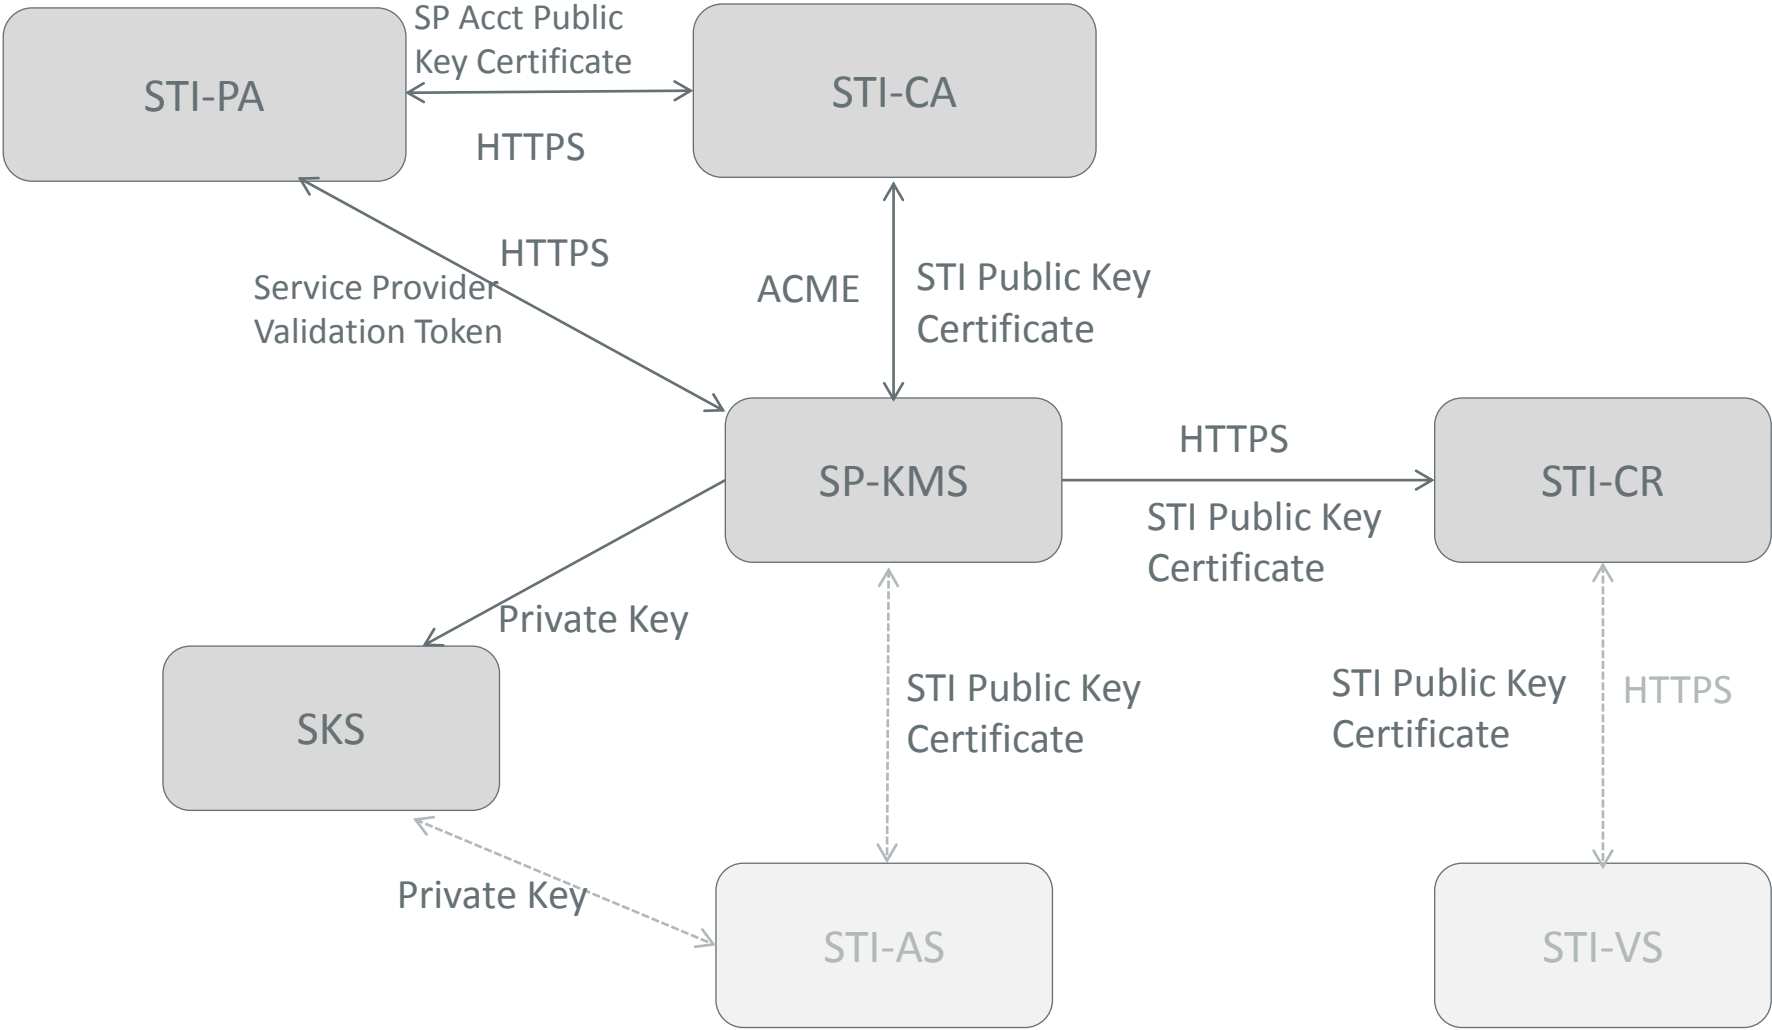 SP Acct Public
Key Certificate
STI-PA
STI-CA
HTTPS
HTTPS
Service Provider
Validation Token
ACME
STI Public Key
Certificate
HTTPS
SP-KMS
STI-CR
STI Public Key
Certificate
Private Key
SKS
STI Public Key
Certificate
STI Public Key
Certificate
HTTPS
Private Key
STI-AS
STI-VS